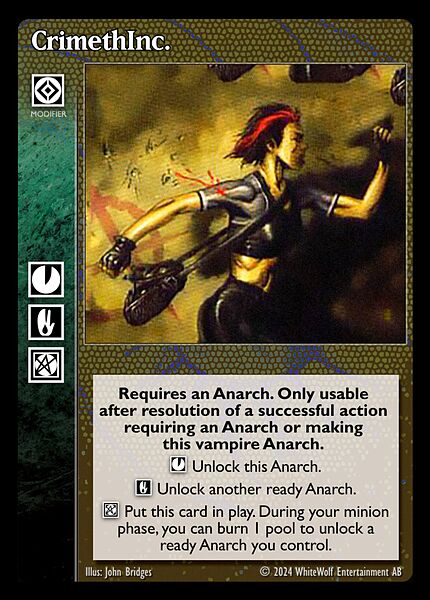 CrimethInc.
MODIFIER
Requires an Anarch. Only usable
after resolution of a successful action
requiring an Anarch or making
this vampire Anarch.
Unlock this Anarch.
Unlock another ready Anarch.
Put this card in play. During your minion
phase, you can burn 1 pool to unlock a
ready Anarch you control.
Illus: John Bridges
© 2024 WhiteWolf Entertainment AB